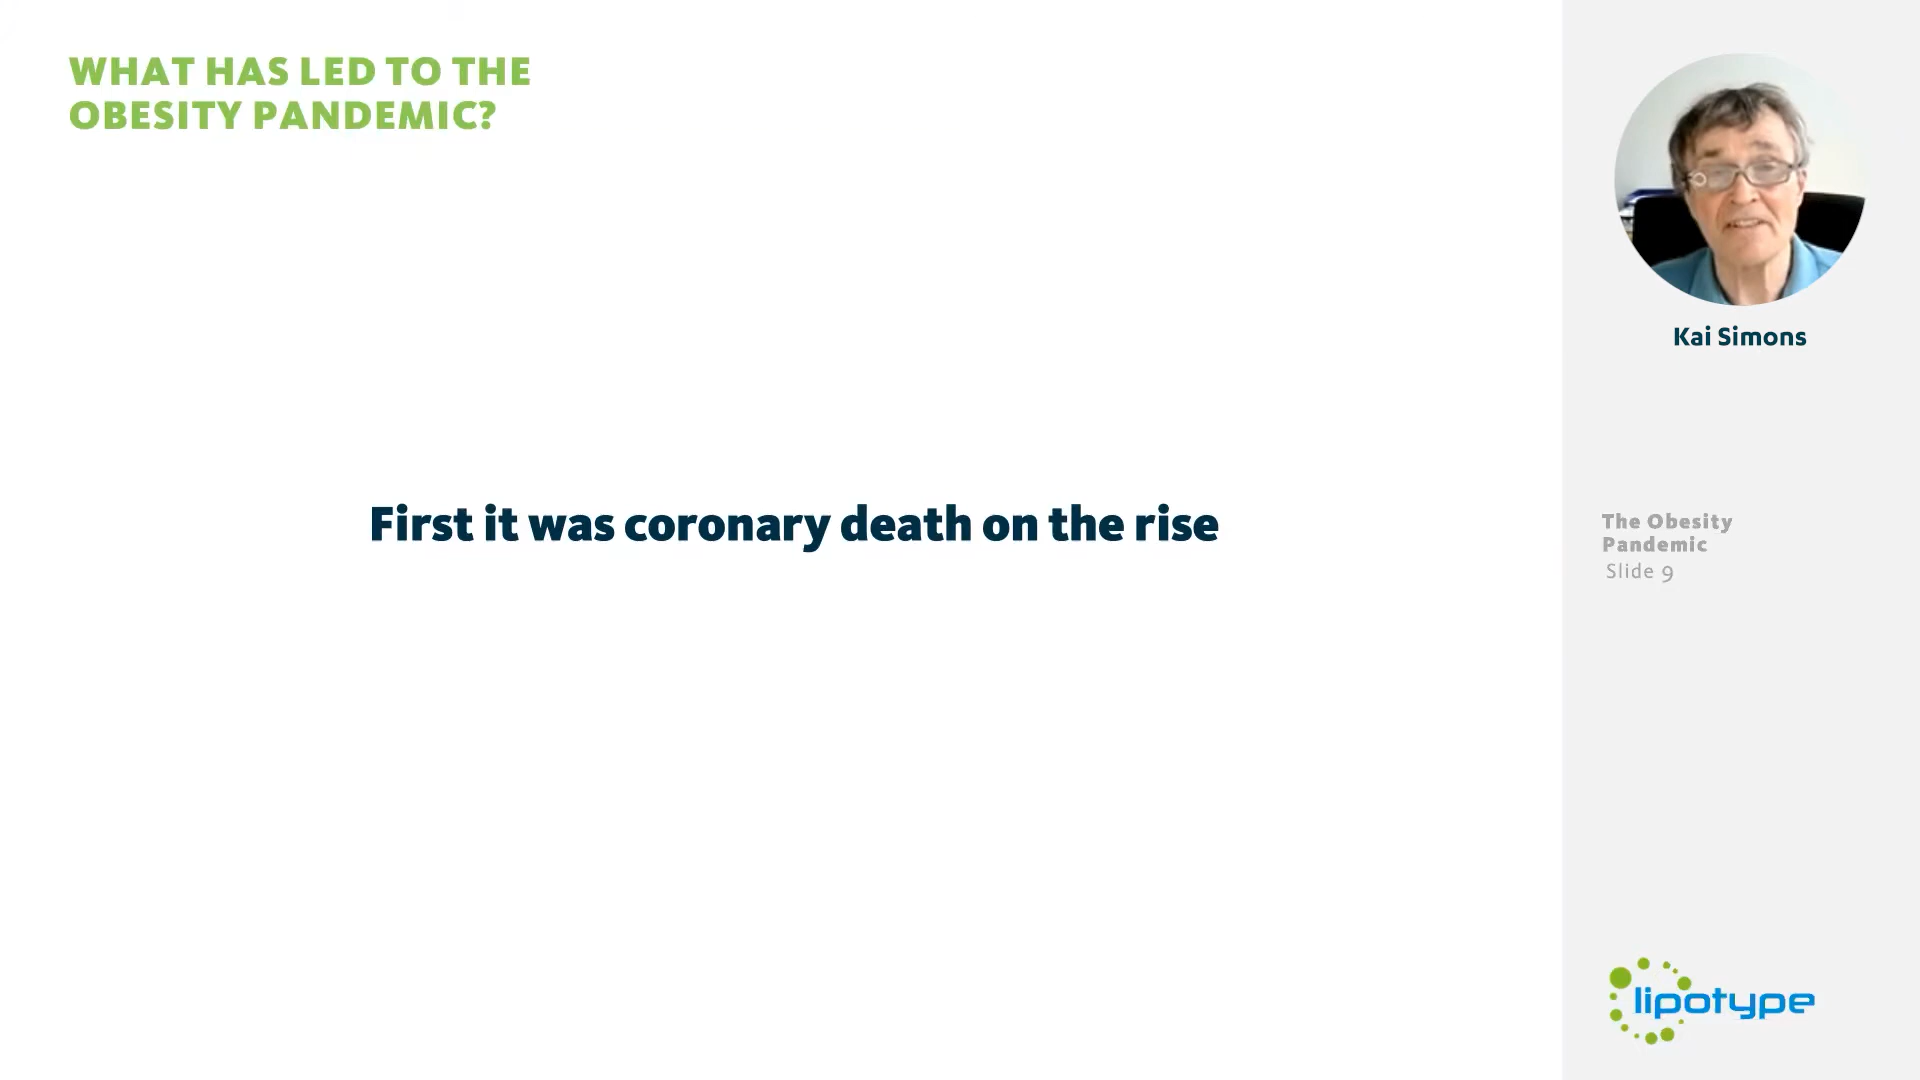 WHAT HAS LED TO THE
OBESITY PANDEMIC?
First it was coronary death on the rise
Kai Simons
The Obesity
Pandemic
Slide 9
lipotype